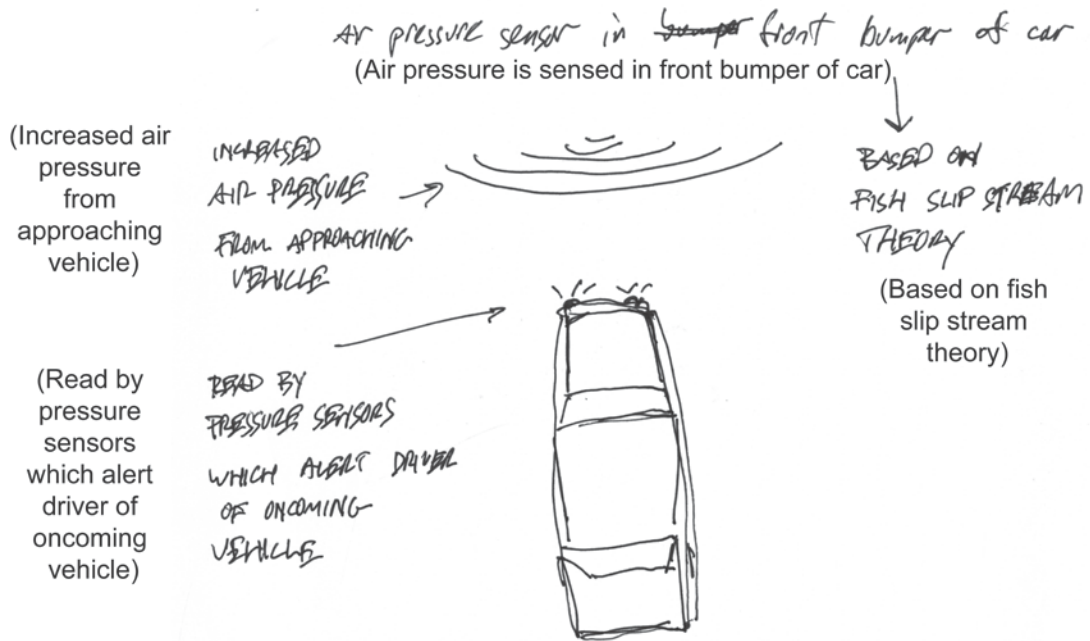 Air pressure sensor in bumper front bumper of car
(Air pressure is sensed in front bumper of car)
(Increased air
pressure
from
approaching
vehicle)
INCREASED
AIR PRESSURE
FROM APPROACHING
VEHICLE
BASED ON
FISH SLIP STREAM
THEORY
(Based on fish
slip stream
theory)
(Read by
pressure
sensors
which alert
driver of
oncoming
vehicle)
READ BY
PRESSURE SENSORS
WHICH ALERT DRIVER
OF ONCOMING
VEHICLE